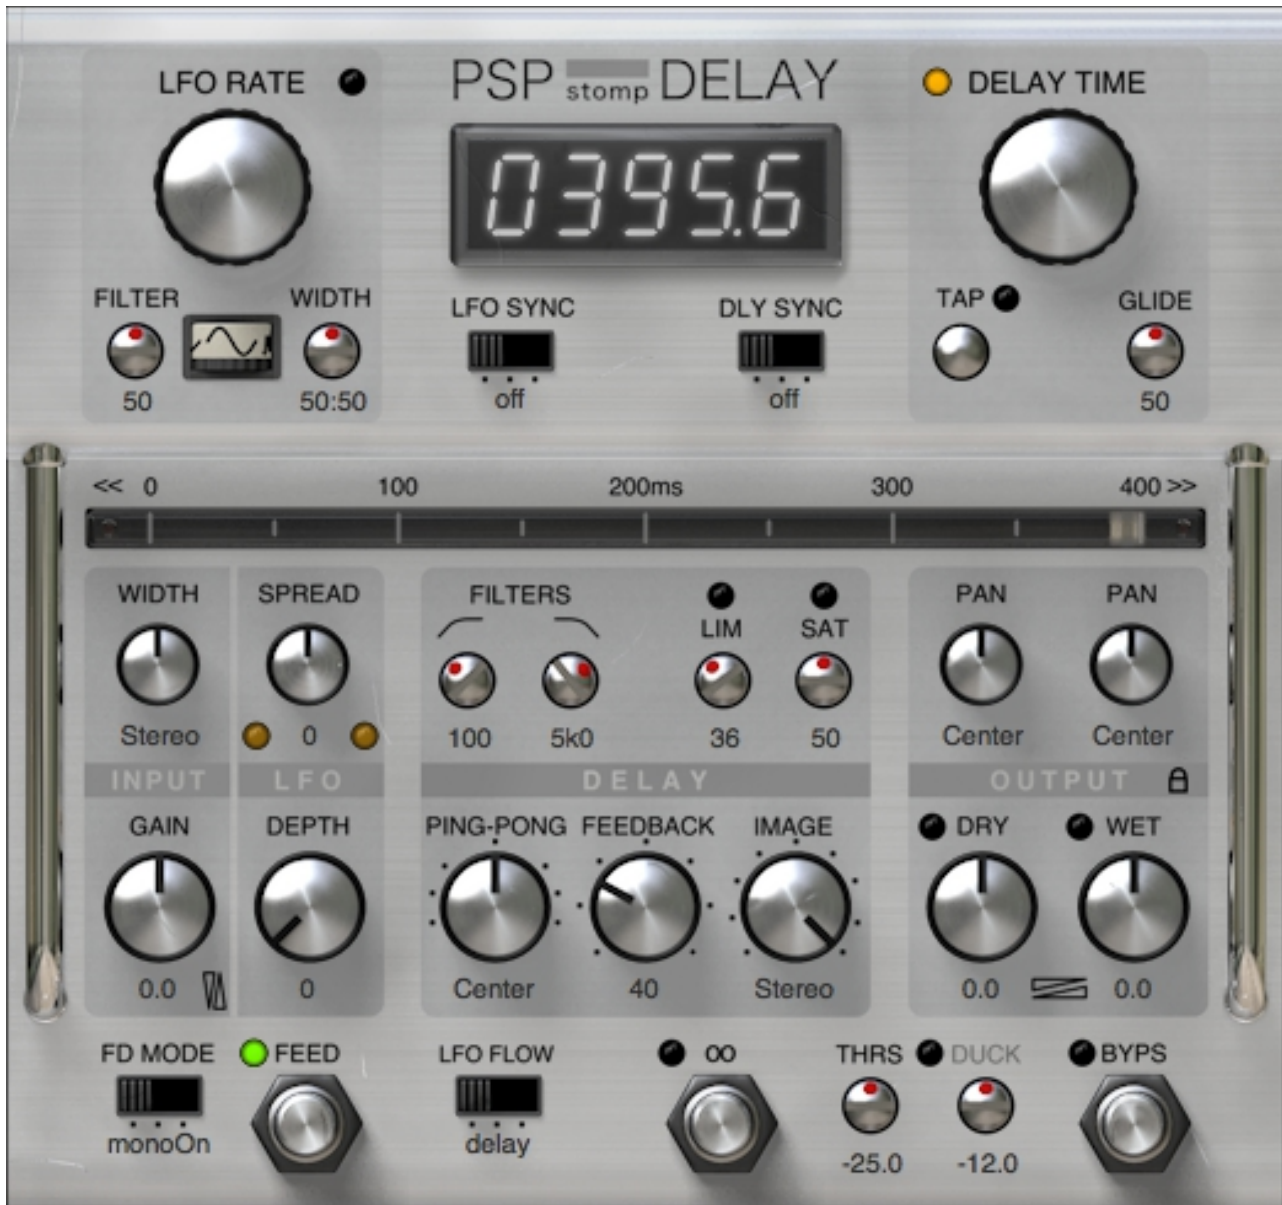 LFO RATE
PSP stomp DELAY
DELAY TIME
0395.6
FILTER
WIDTH
LFO SYNC
DLY SYNC
TAP
GLIDE
50
50:50
off
off
50
<< 0 100 200ms 300 400 >>
WIDTH
SPREAD
FILTERS
LIM
SAT
PAN
PAN
Stereo
0
100
5k0
36
50
Center
Center
INPUT
LFO
DELAY
OUTPUT
GAIN
DEPTH
PING-PONG
FEEDBACK
IMAGE
DRY
WET
0.0
0
Center
40
Stereo
0.0
0.0
FD MODE
FEED
LFO FLOW
∞
THRS
DUCK
BYPS
monoOn
delay
-25.0
-12.0